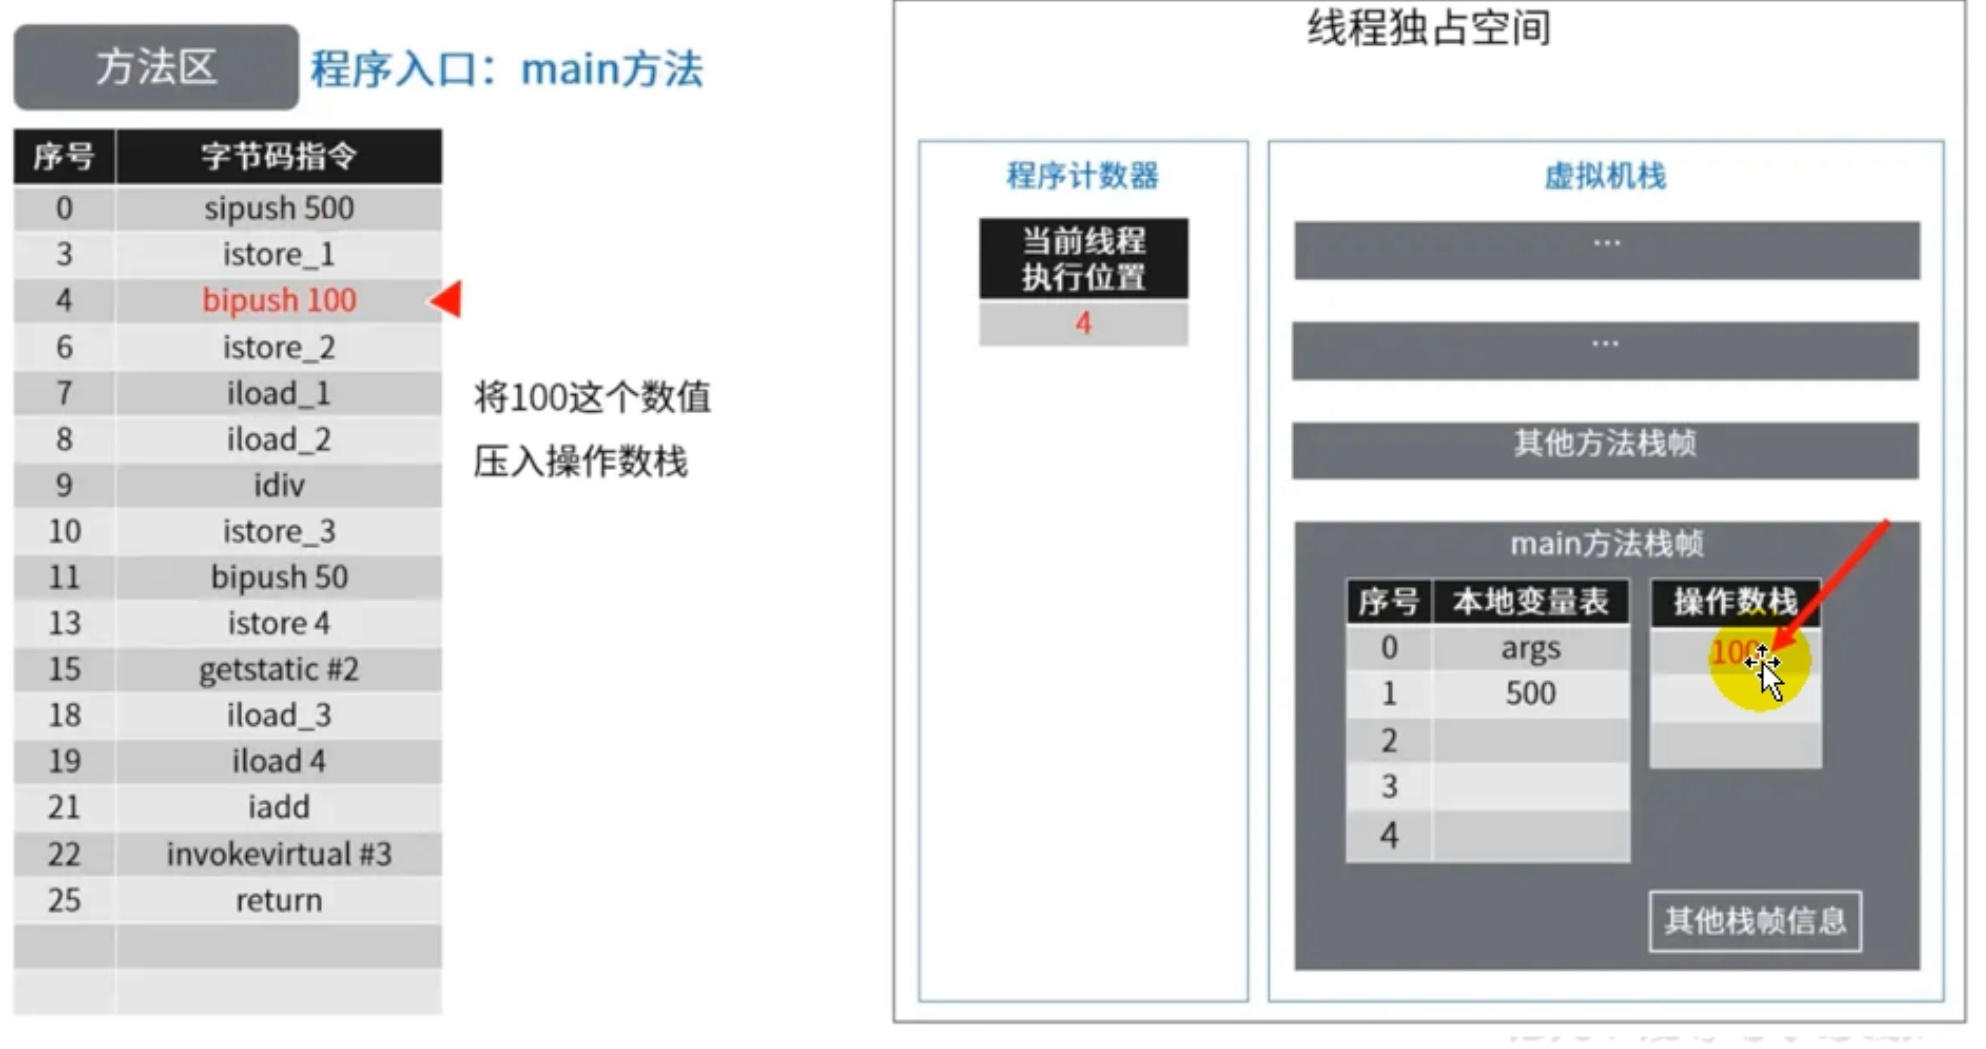 方法区 程序入口：main方法
序号 字节码指令
0 sipush 500
3 istore_1
4 bipush 100
6 istore_2
7 iload_1
8 iload_2
9 idiv
10 istore_3
11 bipush 50
13 istore 4
15 getstatic #2
18 iload_3
19 iload 4
21 iadd
22 invokevirtual #3
25 return
将100这个数值
压入操作数栈
线程独占空间
程序计数器
当前线程
执行位置
4
虚拟机栈
...
...
其他方法栈帧
main方法栈帧
序号 本地变量表
0 args
1 500
2
3
4
操作数栈
100
其他栈帧信息